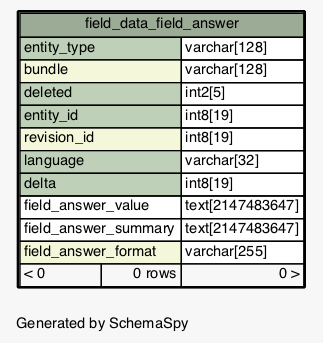 field_data_field_answer
entity_type varchar[128]
bundle varchar[128]
deleted int2[5]
entity_id int8[19]
revision_id int8[19]
language varchar[32]
delta int8[19]
field_answer_value text[2147483647]
field_answer_summary text[2147483647]
field_answer_format varchar[255]
< 0 0 rows 0 >
Generated by SchemaSpy